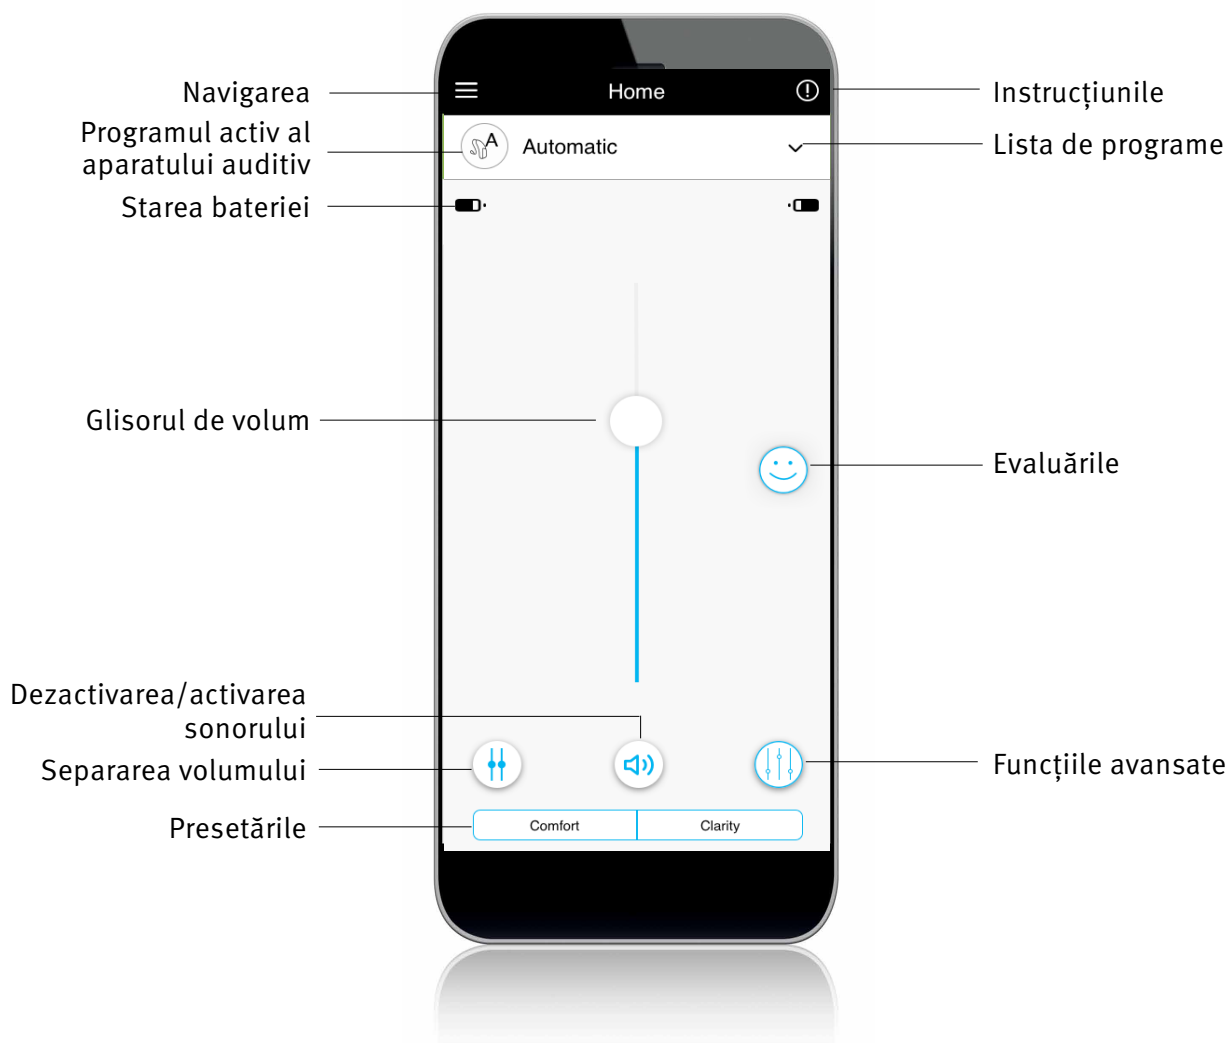 Navigarea
Home
Instrucțiunile
Programul activ al
aparatului auditiv
A
Automatic
Lista de programe
Starea bateriei
Glisorul de volum
Evaluările
Dezactivarea/activarea
sonorului
Separarea volumului
Funcțiile avansate
Presetările
Comfort
Clarity